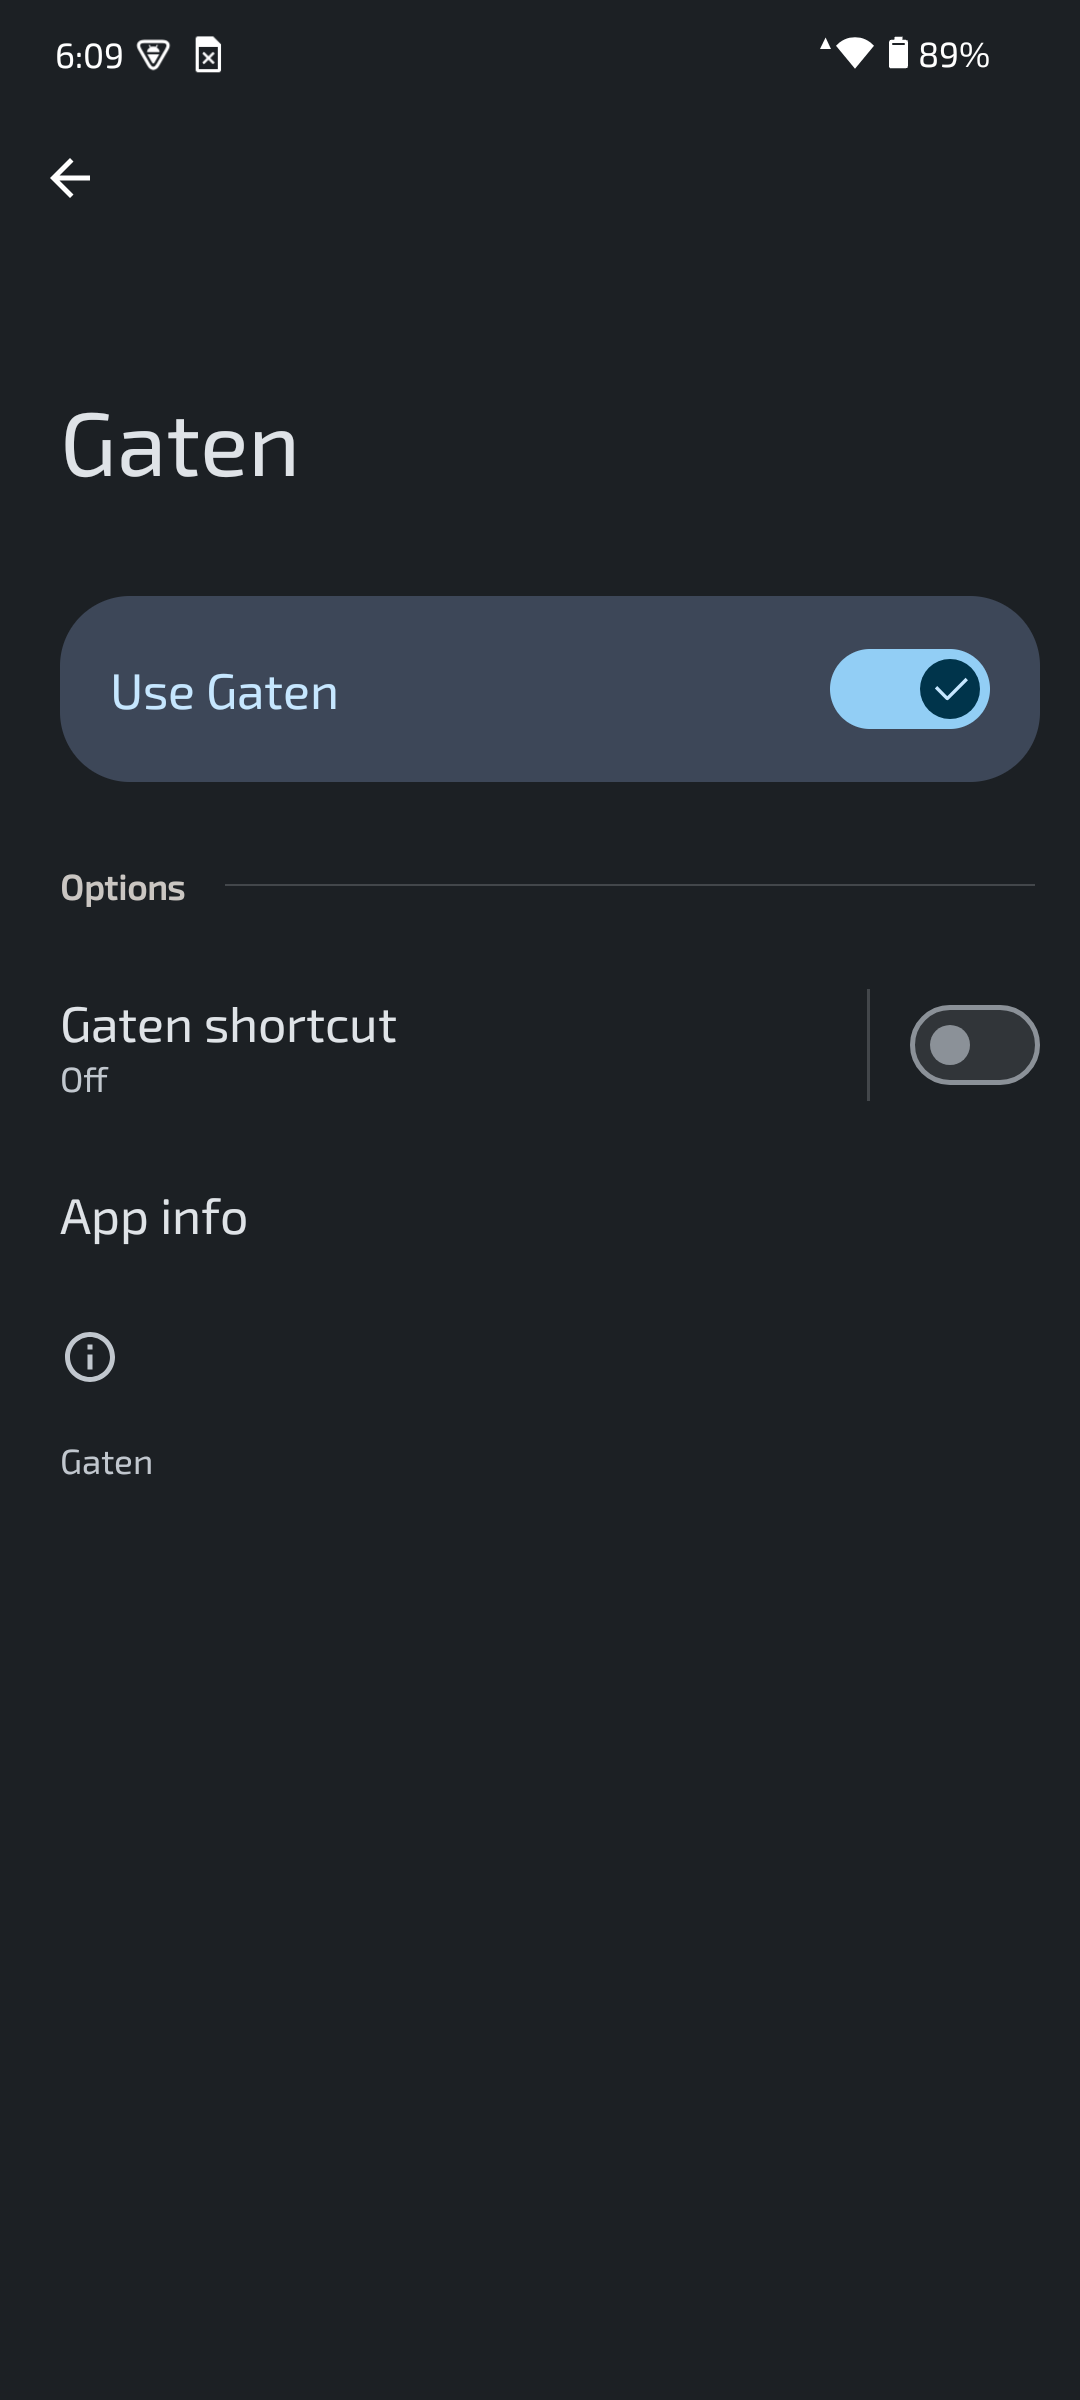 6:09
89%
Gaten
Use Gaten
Options
Gaten shortcut
Off
App info
Gaten